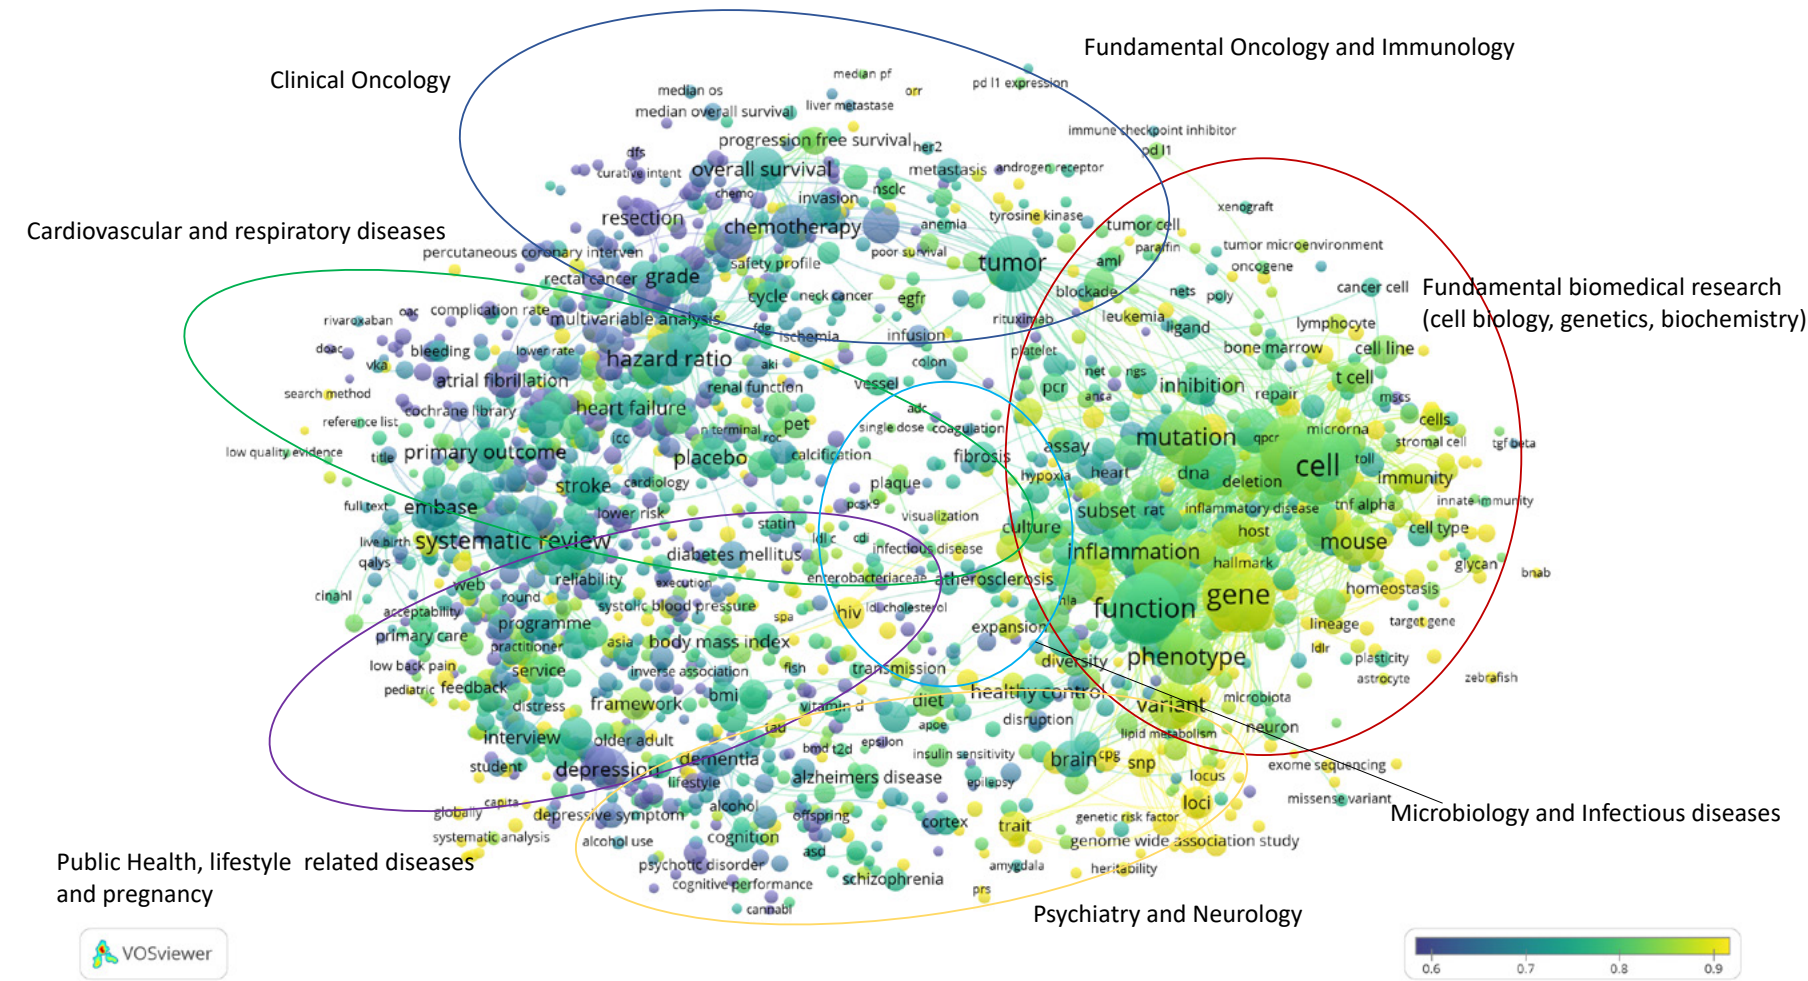 Fundamental Oncology and Immunology
Clinical Oncology
median pf
pd l1 expression
median os
orr
liver metastase
median overall survival
immune checkpoint inhibitor
progression free survival
her2
pd l1
dfs
curative intent
overall survival
metastasis
androgen receptor
chemo
invasion
nsclc
xenograft
resection
chemotherapy
anemia
tyrosine kinase
tumor cell
Cardiovascular and respiratory diseases
percutaneous coronary interven
poor survival
paraffin
tumor microenvironment
safety profile
tumor
aml
oncogene
rectal cancer
grade
cycle
neck cancer
egfr
blockade
nets
poly
cancer cell
Fundamental biomedical research
(cell biology, genetics, biochemistry)
rivaroxaban
oac
complication rate
multivariable analysis
fdg
ischemia
infusion
rituximab
leukemia
ligand
lymphocyte
doac
bleeding
lower rate
hazard ratio
aki
colon
platelet
bone marrow
cell line
vka
atrial fibrillation
renal function
vessel
net
ngs
pcr
inhibition
repair
t cell
search method
cochrane library
heart failure
adc
anca
mscs
reference list
n terminal
roc
pet
single dose
coagulation
microrna
cells
low quality evidence
title
primary outcome
icc
placebo
calcification
fibrosis
assay
mutation
qpcr
stromal cell
tgf beta
stroke
cardiology
plaque
hypoxia
heart
dna
deletion
cell
toll
immunity
full text
embase
lower risk
pcsk9
visualization
culture
subset
rat
inflammatory disease
tnf alpha
innate immunity
statin
host
cell type
live birth
systematic review
ldl c
cdi
infectious disease
inflammation
mouse
qalys
diabetes mellitus
hallmark
glycan
bnab
cinahl
web
reliability
execution
enterobacteriaceae
atherosclerosis
homeostasis
acceptability
round
systolic blood pressure
spa
hiv
ldl cholesterol
hla
function
gene
primary care
programme
asia
body mass index
expansion
lineage
target gene
practitioner
low back pain
service
inverse association
fish
transmission
diversity
phenotype
ldlr
plasticity
pediatric
feedback
astrocyte
zebrafish
distress
framework
bmi
vitamin d
diet
healthy control
variant
microbiota
interview
older adult
tau
apoe
disruption
neuron
bmd
t2d
epsilon
insulin sensitivity
lipid metabolism
student
depression
dementia
brain
cpg
snp
exome sequencing
lifestyle
alzheimers disease
epilepsy
locus
missense variant
globally
capita
depressive symptom
alcohol
offspring
cortex
trait
genetic risk factor
loci
Microbiology and Infectious diseases
systematic analysis
alcohol use
cognition
asd
genome wide association study
Public Health, lifestyle  related diseases
and pregnancy
psychotic disorder
schizophrenia
amygdala
heritability
cognitive performance
prs
cannabi
Psychiatry and Neurology
VOSviewer
0.6
0.7
0.8
0.9